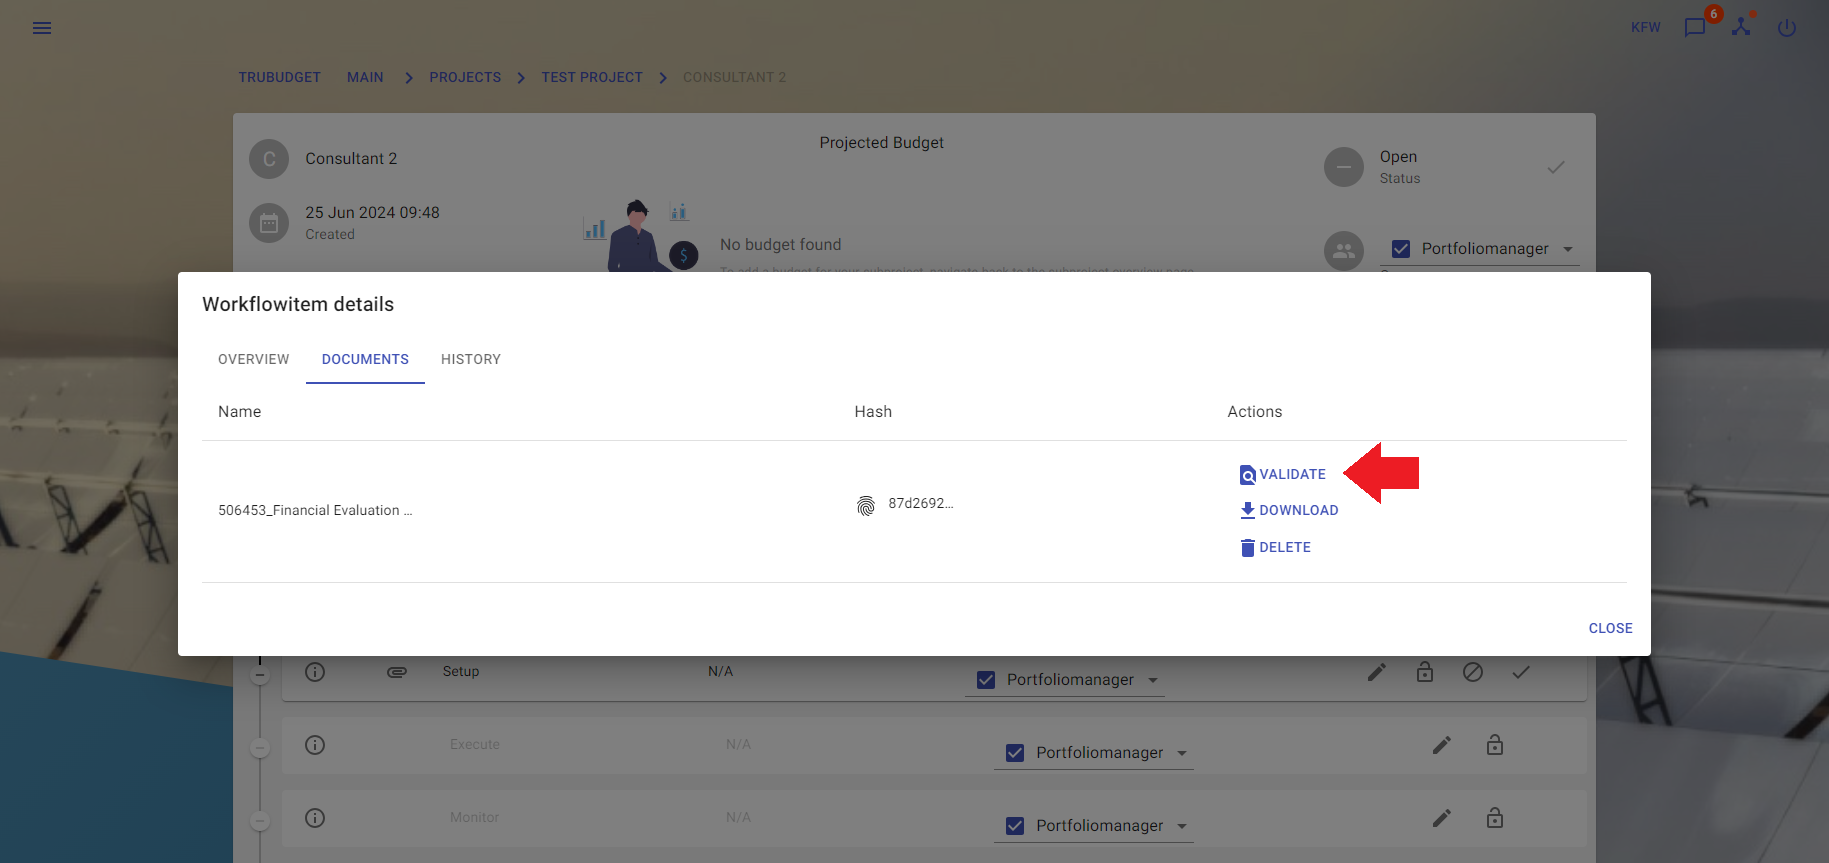 KFW
6
TRUBUDGET MAIN PROJECTS TEST PROJECT CONSULTANT 2
Projected Budget
C
Consultant 2
Open
Status
25 Jun 2024 09:48
Created
$
No budget found
To add a budget for your subproject, navigate back to the subproject overview page
Portfoliomanager
Workflowitem details
OVERVIEW DOCUMENTS HISTORY
Name Hash Actions
506453_Financial Evaluation ...
87d2692...
VALIDATE
DOWNLOAD
DELETE
CLOSE
Setup N/A Portfoliomanager
Execute N/A Portfoliomanager
Monitor N/A Portfoliomanager